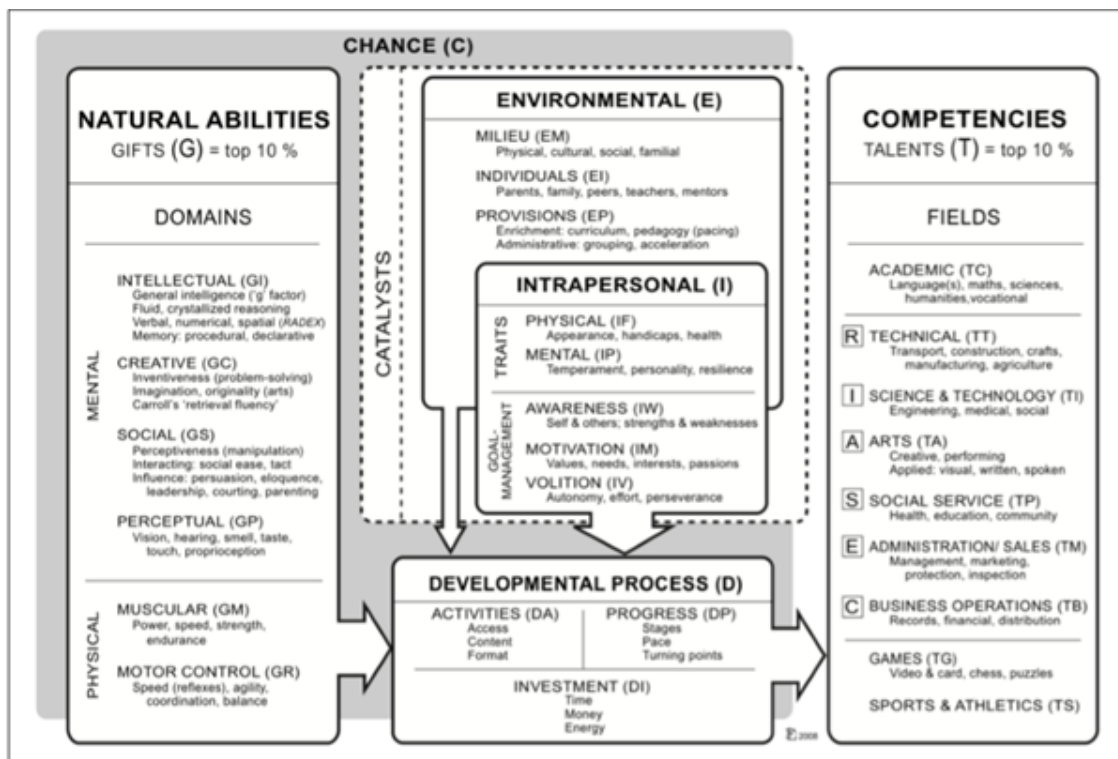 CHANCE (C)
NATURAL ABILITIES
GIFTS (G) = top 10 %
DOMAINS
MENTAL
INTELLECTUAL (GI)
General intelligence ('g' factor)
Fluid, crystallized reasoning
Verbal, numerical, spatial (RADEX)
Memory: procedural, declarative
CREATIVE (GC)
Inventiveness (problem-solving)
Imagination, originality (arts)
Carroll's 'retrieval fluency'
SOCIAL (GS)
Perceptiveness (manipulation)
Interacting: social ease, tact
Influence: persuasion, eloquence,
leadership, courting, parenting
PERCEPTUAL (GP)
Vision, hearing, smell, taste,
touch, proprioception
PHYSICAL
MUSCULAR (GM)
Power, speed, strength,
endurance
MOTOR CONTROL (GR)
Speed (reflexes), agility,
coordination, balance
CATALYSTS
ENVIRONMENTAL (E)
MILIEU (EM)
Physical, cultural, social, familial
INDIVIDUALS (EI)
Parents, family, peers, teachers, mentors
PROVISIONS (EP)
Enrichment: curriculum, pedagogy (pacing)
Administrative: grouping, acceleration
INTRAPERSONAL (I)
TRAITS
PHYSICAL (IF)
Appearance, handicaps, health
MENTAL (IP)
Temperament, personality, resilience
GOAL-
MANAGEMENT
AWARENESS (IW)
Self & others; strengths & weaknesses
MOTIVATION (IM)
Values, needs, interests, passions
VOLITION (IV)
Autonomy, effort, perseverance
DEVELOPMENTAL PROCESS (D)
ACTIVITIES (DA)
Access
Content
Format
PROGRESS (DP)
Stages
Pace
Turning points
INVESTMENT (DI)
Time
Money
Energy
2008
COMPETENCIES
TALENTS (T) = top 10 %
FIELDS
ACADEMIC (TC)
Language(s), maths, sciences,
humanities,vocational
R TECHNICAL (TT)
Transport, construction, crafts,
manufacturing, agriculture
I SCIENCE & TECHNOLOGY (TI)
Engineering, medical, social
A ARTS (TA)
Creative, performing
Applied: visual, written, spoken
S SOCIAL SERVICE (TP)
Health, education, community
E ADMINISTRATION/ SALES (TM)
Management, marketing,
protection, inspection
C BUSINESS OPERATIONS (TB)
Records, financial, distribution
GAMES (TG)
Video & card, chess, puzzles
SPORTS & ATHLETICS (TS)